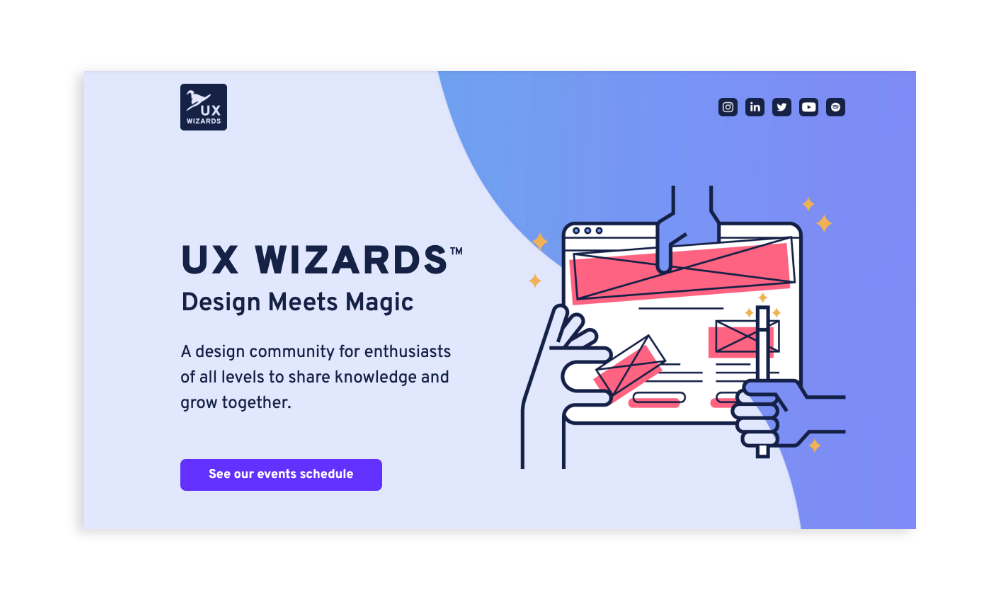 UX
WIZARDS
in
UX WIZARDS™
Design Meets Magic
A design community for enthusiasts
of all levels to share knowledge and
grow together.
See our events schedule